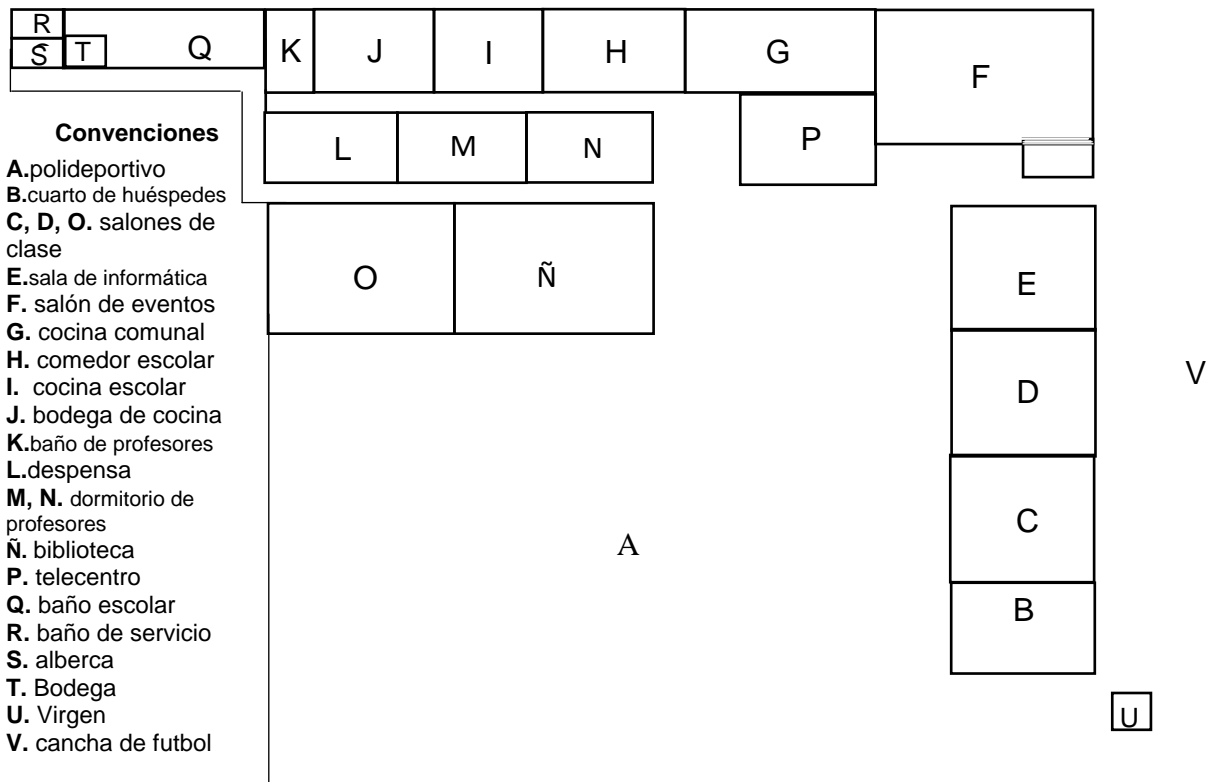 R
S
T
Q
K
J
I
H
G
F
L
M
N
P
O
Ñ
E
D
C
B
A
V
U
Convenciones
A.polideportivo
B.cuarto de huéspedes
C, D, O. salones de
clase
E.sala de informática
F. salón de eventos
G. cocina comunal
H. comedor escolar
I. cocina escolar
J. bodega de cocina
K.baño de profesores
L.despensa
M, N. dormitorio de
profesores
Ñ. biblioteca
P. telecentro
Q. baño escolar
R. baño de servicio
S. alberca
T. Bodega
U. Virgen
V. cancha de futbol